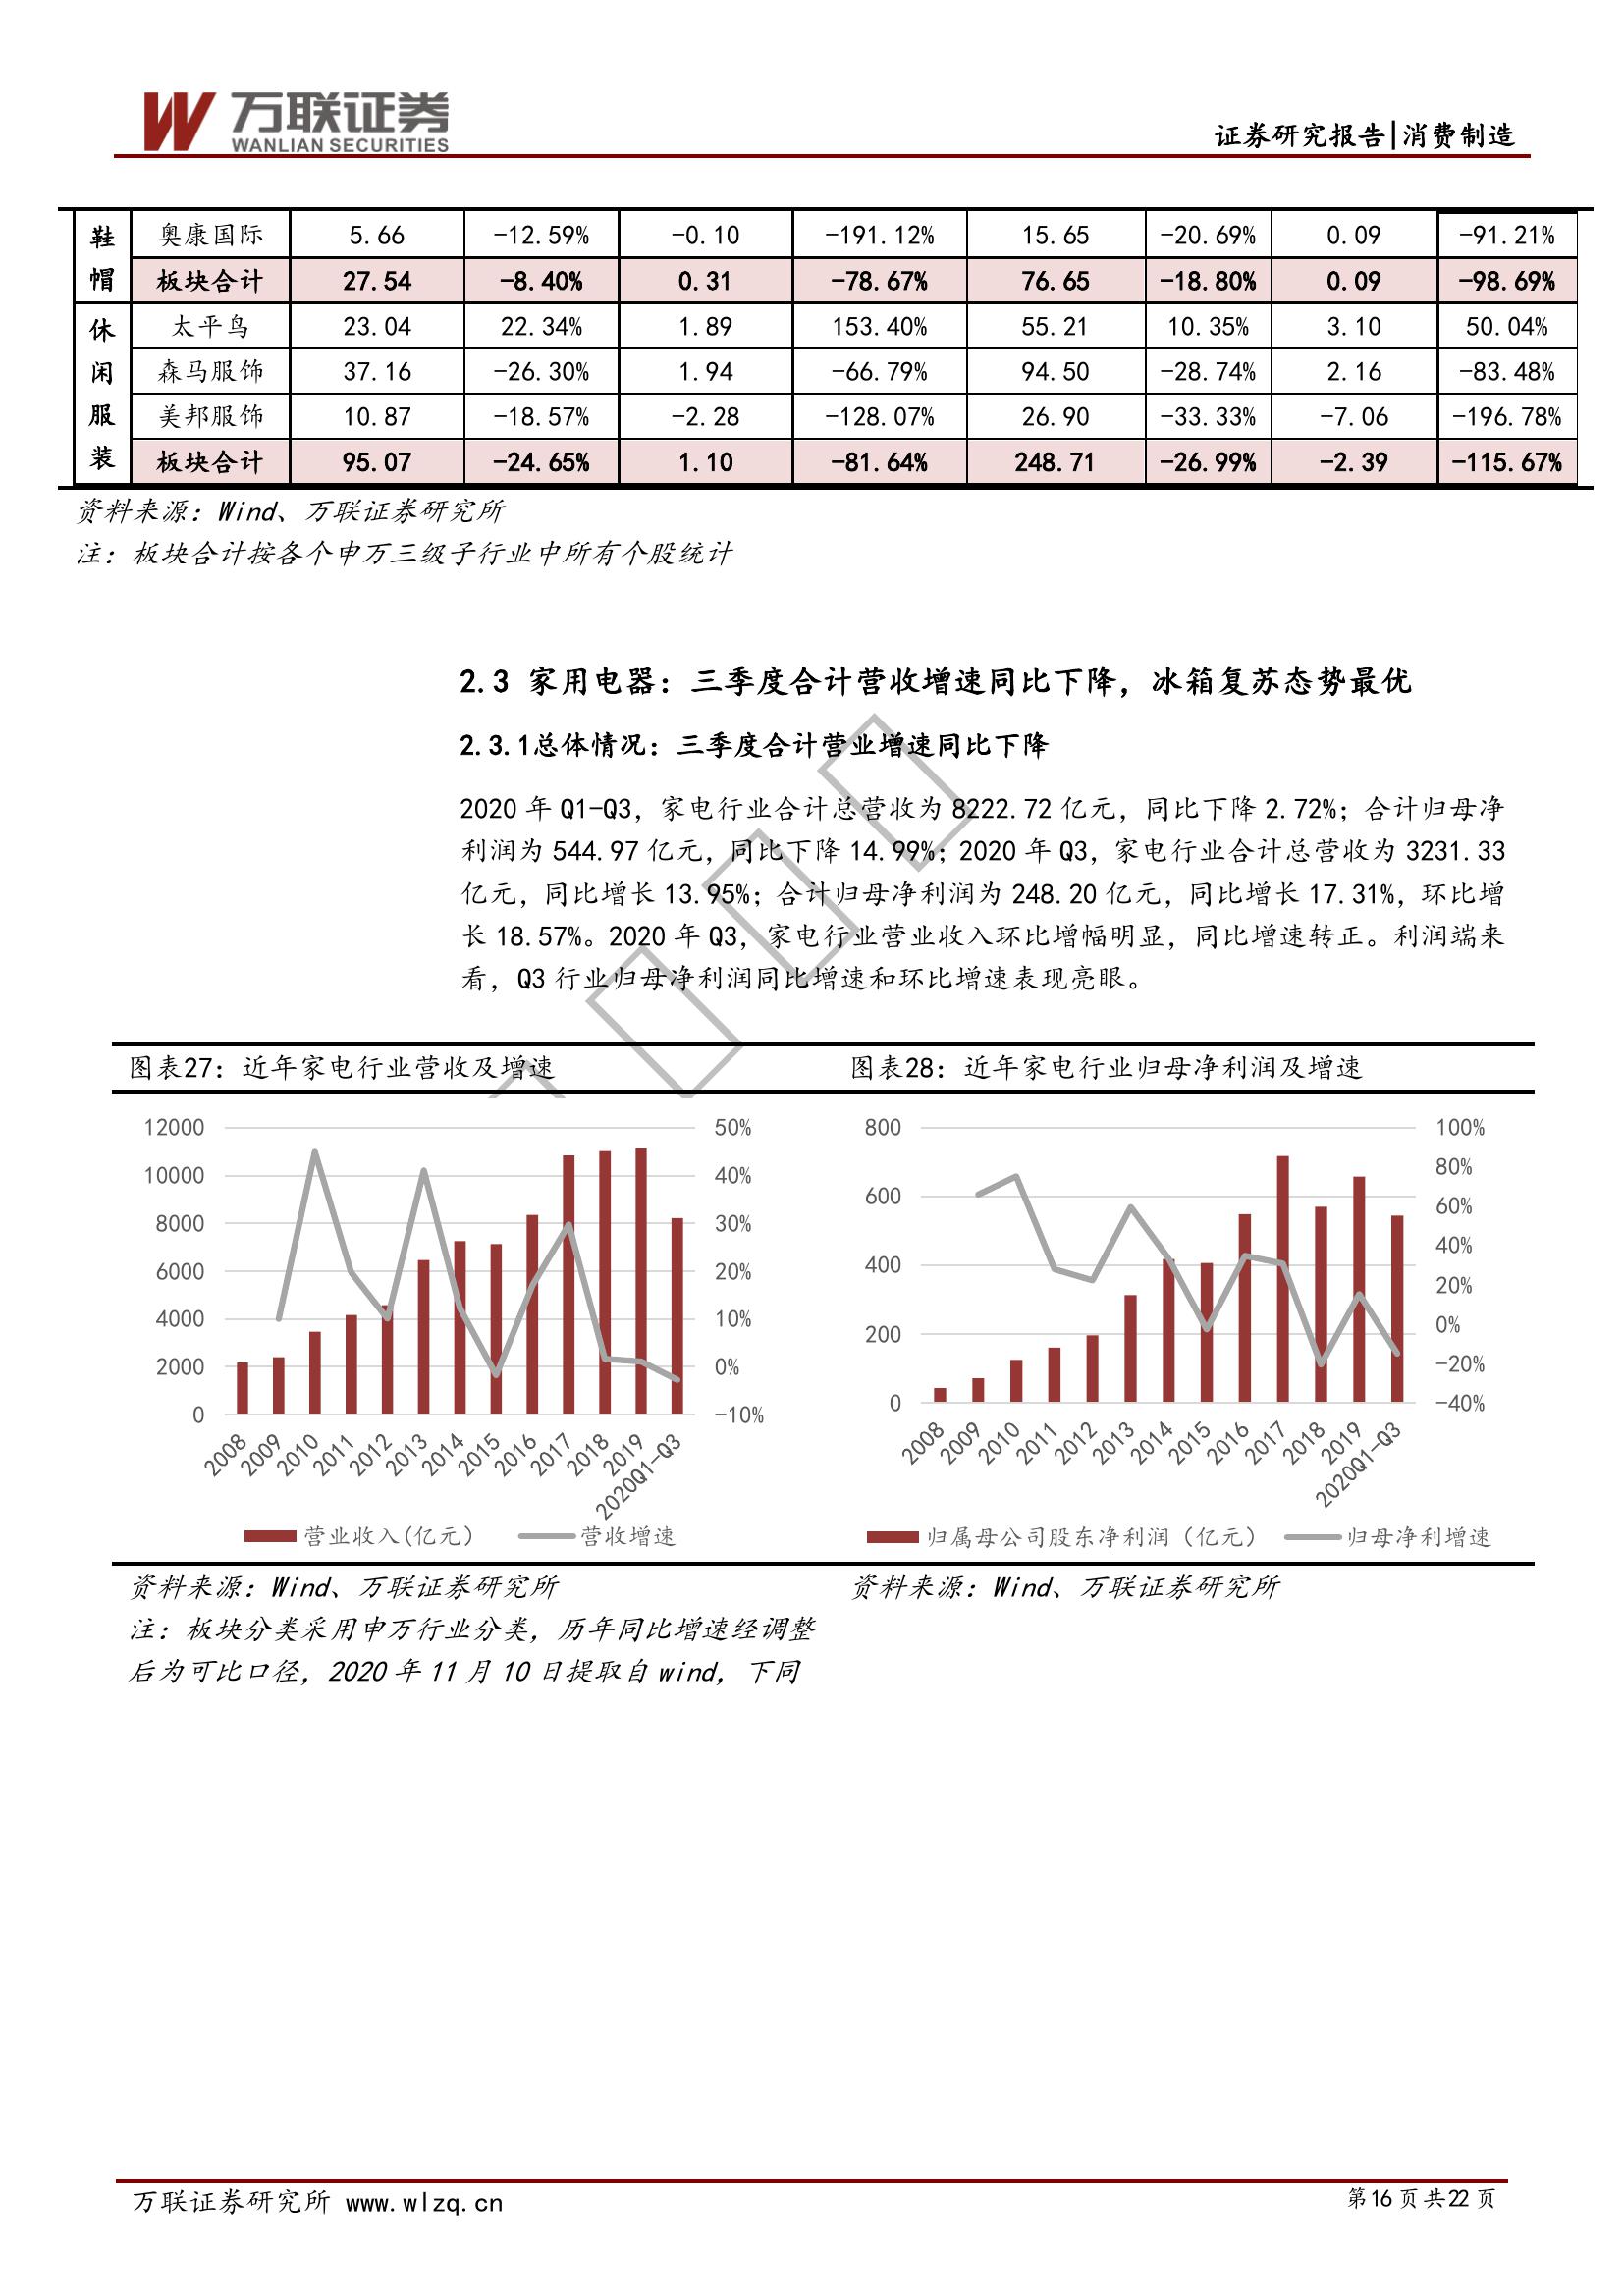 万联证券
WANLIAN SECURITIES
证券研究报告|消费制造
鞋帽 奥康国际 5.66 -12.59% -0.10 -191.12% 15.65 -20.69% 0.09 -91.21%
板块合计 27.54 -8.40% 0.31 -78.67% 76.65 -18.80% 0.09 -98.69%
休闲服装 太平鸟 23.04 22.34% 1.89 153.40% 55.21 10.35% 3.10 50.04%
森马服饰 37.16 -26.30% 1.94 -66.79% 94.50 -28.74% 2.16 -83.48%
美邦服饰 10.87 -18.57% -2.28 -128.07% 26.90 -33.33% -7.06 -196.78%
板块合计 95.07 -24.65% 1.10 -81.64% 248.71 -26.99% -2.39 -115.67%
资料来源：Wind、万联证券研究所
注：板块合计按各个申万三级子行业中所有个股统计
2.3 家用电器：三季度合计营收增速同比下降，冰箱复苏态势最优
2.3.1总体情况：三季度合计营业增速同比下降
2020 年 Q1-Q3，家电行业合计总营收为 8222.72 亿元，同比下降 2.72%；合计归母净
利润为 544.97 亿元，同比下降 14.99%；2020 年 Q3，家电行业合计总营收为 3231.33
亿元，同比增长 13.95%；合计归母净利润为 248.20 亿元，同比增长 17.31%，环比增
长 18.57%。2020 年 Q3，家电行业营业收入环比增幅明显，同比增速转正。利润端来
看，Q3 行业归母净利润同比增速和环比增速表现亮眼。
图表27：近年家电行业营收及增速
12000
10000
8000
6000
4000
2000
0
50%
40%
30%
20%
10%
0%
-10%
2008
2009
2010
2011
2012
2013
2014
2015
2016
2017
2018
2019
2020Q1-Q3
营业收入(亿元)
营收增速
资料来源：Wind、万联证券研究所
注：板块分类采用申万行业分类，历年同比增速经调整
后为可比口径，2020 年 11 月 10 日提取自 wind，下同
图表28：近年家电行业归母净利润及增速
800
600
400
200
0
100%
80%
60%
40%
20%
0%
-20%
-40%
2008
2009
2010
2011
2012
2013
2014
2015
2016
2017
2018
2019
2020Q1-Q3
归属母公司股东净利润（亿元）
归母净利增速
资料来源：Wind、万联证券研究所
万联证券研究所 www.wlzq.cn
第16 页 共22 页